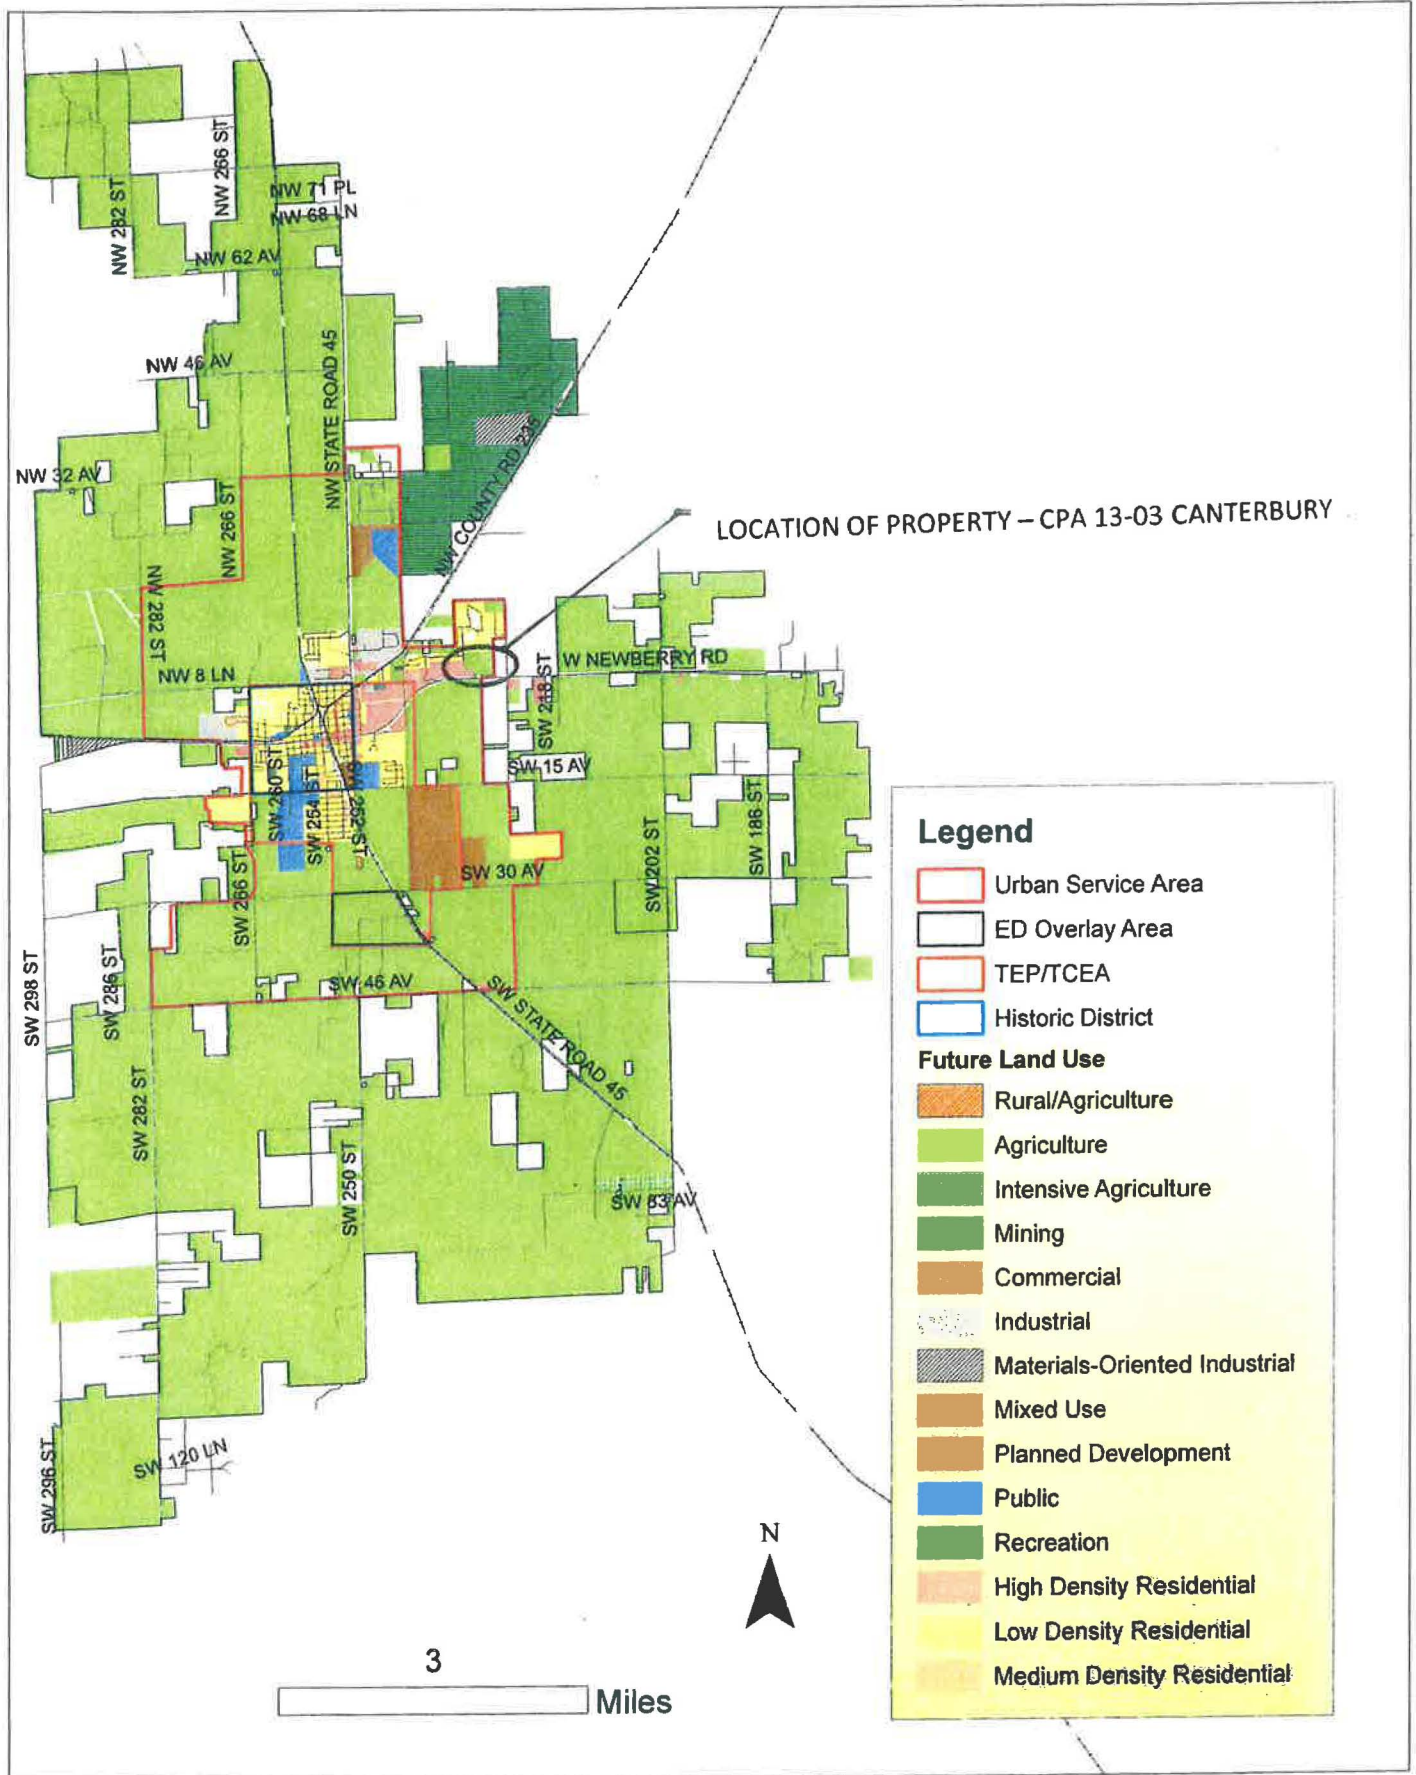 NW 266 ST
NW 282 ST
NW 71 PL
NW 68 LN
NW 62 AV
NW STATE ROAD 45
NW 46 AV
NW 32 AV
NW 266 ST
NW COUNTY RD 235
LOCATION OF PROPERTY – CPA 13-03 CANTERBURY
NW 282 ST
NW 8 LN
W NEWBERRY RD
SW 218 ST
SW 15 AV
SW 260 ST
SW 254 ST
SW 252 ST
SW 202 ST
SW 186 ST
SW 30 AV
SW 266 ST
SW 298 ST
SW 286 ST
SW 46 AV
SW STATE ROAD 45
SW 282 ST
SW 250 ST
SW 83 AV
SW 296 ST
SW 120 LN
Legend
Urban Service Area
ED Overlay Area
TEP/TCEA
Historic District
Future Land Use
Rural/Agriculture
Agriculture
Intensive Agriculture
Mining
Commercial
Industrial
Materials-Oriented Industrial
Mixed Use
Planned Development
Public
Recreation
High Density Residential
Low Density Residential
Medium Density Residential
N
3
Miles